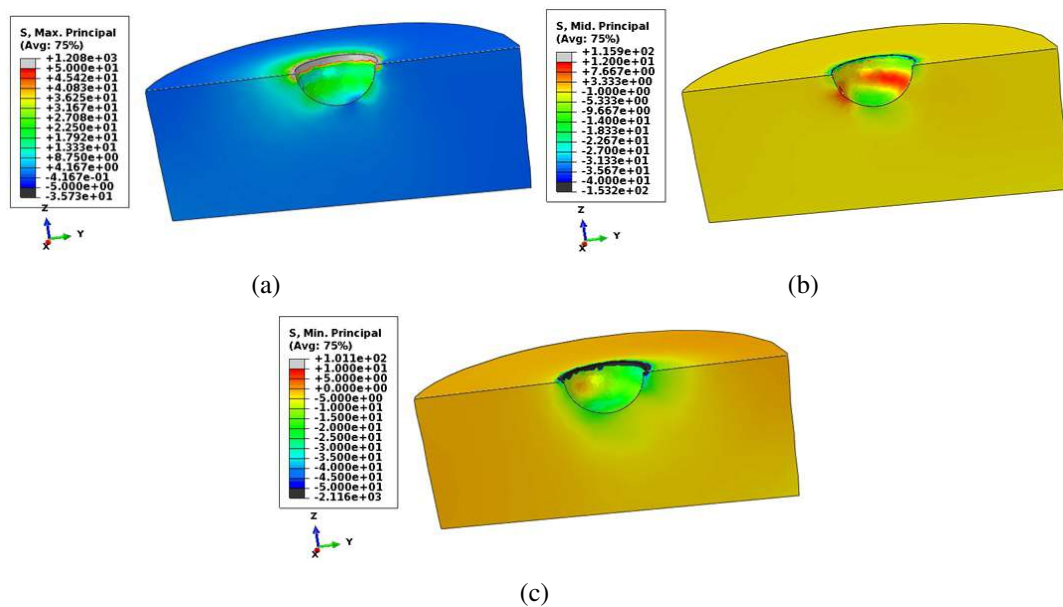 S, Max. Principal
(Avg: 75%)
+1.208e+03
+5.000e+01
+4.542e+01
+4.083e+01
+3.625e+01
+3.167e+01
+2.708e+01
+2.250e+01
+1.792e+01
+1.333e+01
+8.750e+00
+4.167e+00
-4.167e-01
-5.000e+00
-3.573e+01
Z
Y
X
(a)
S, Mid. Principal
(Avg: 75%)
+1.159e+02
+1.200e+01
+7.667e+00
+3.333e+00
-1.000e+00
-5.333e+00
-9.667e+00
-1.400e+01
-1.833e+01
-2.267e+01
-2.700e+01
-3.133e+01
-3.567e+01
-4.000e+01
-1.532e+02
Z
Y
X
(b)
S, Min. Principal
(Avg: 75%)
+1.011e+02
+1.000e+01
+5.000e+00
+0.000e+00
-5.000e+00
-1.000e+01
-1.500e+01
-2.000e+01
-2.500e+01
-3.000e+01
-3.500e+01
-4.000e+01
-4.500e+01
-5.000e+01
-2.116e+03
Z
Y
X
(c)